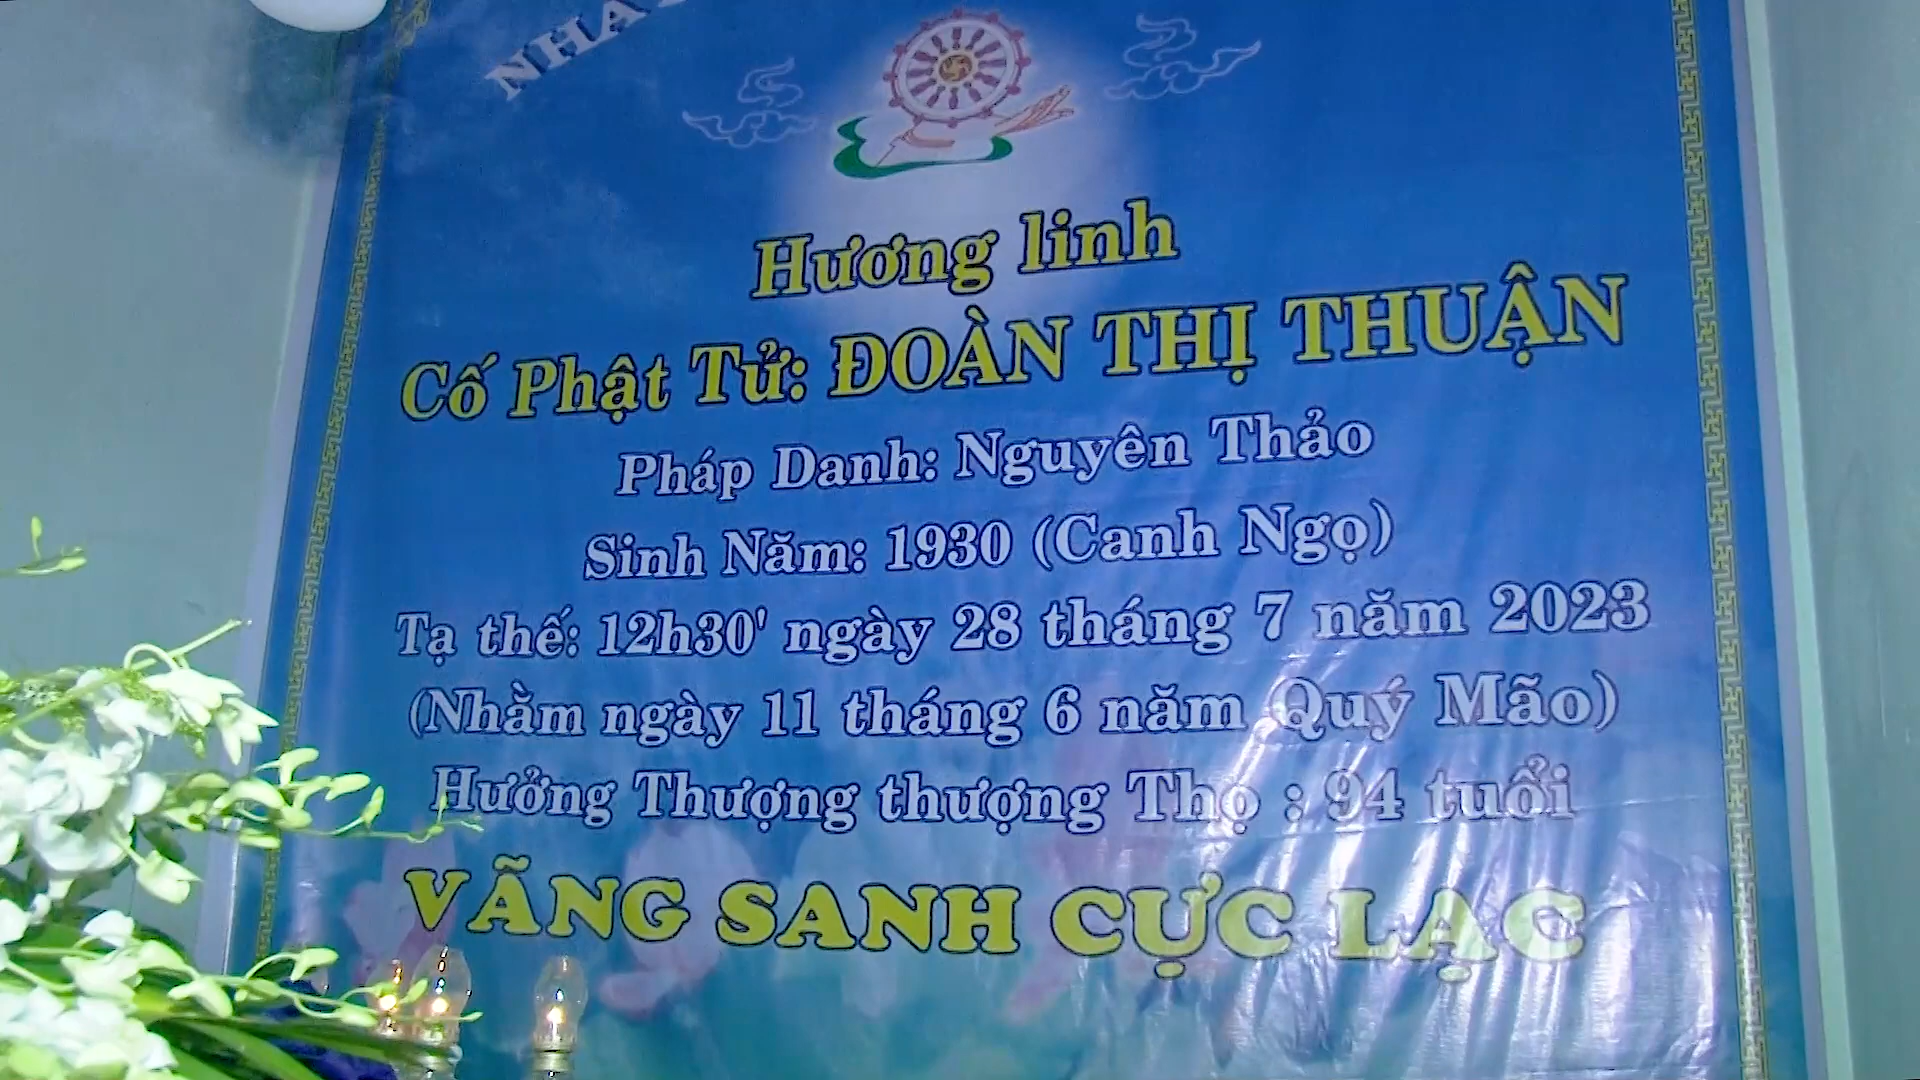 NHÀ
Hương linh
Cố Phật Tử: ĐOÀN THỊ THUẬN
Pháp Danh: Nguyên Thảo
Sinh Năm: 1930 (Canh Ngọ)
Tạ thế: 12h30' ngày 28 tháng 7 năm 2023
(Nhằm ngày 11 tháng 6 năm Quý Mão)
Hưởng Thượng thượng Thọ : 94 tuổi
VÃNG SANH CỰC LẠC